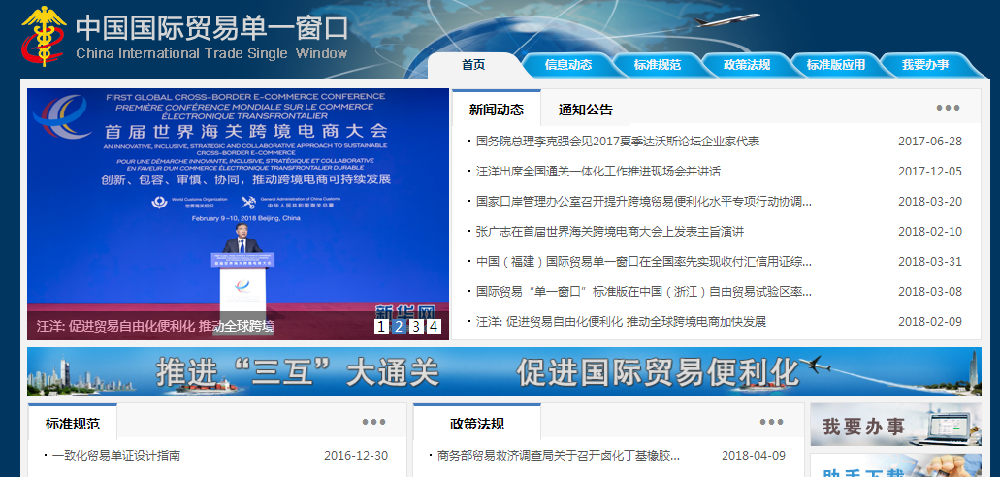 中国国际贸易单一窗口
China International Trade Single Window
首页
信息动态
标准规范
政策法规
标准版应用
我要办事
FIRST GLOBAL CROSS-BORDER E-COMMERCE CONFERENCE
PREMIÈRE CONFÉRENCE MONDIALE SUR LE COMMERCE
ÉLECTRONIQUE TRANSFRONTALIER
首届世界海关跨境电商大会
AN INNOVATIVE, INCLUSIVE, STRATEGIC AND COLLABORATIVE APPROACH TO SUSTAINABLE
CROSS-BORDER E-COMMERCE
POUR UNE DÉMARCHE INNOVANTE, INCLUSIVE, STRATÉGIQUE ET COLLABORATIVE
EN FAVEUR D'UN COMMERCE ÉLECTRONIQUE TRANSFRONTALIER DURABLE
创新、包容、审慎、协同，推动跨境电商可持续发展
World Customs Organization
世界海关组织
General Administration of China Customs
中华人民共和国海关总署
February 9-10, 2018 Beijing, China
新华网
汪洋: 促进贸易自由化便利化 推动全球跨境
1 2 3 4
新闻动态
通知公告
国务院总理李克强会见2017夏季达沃斯论坛企业家代表 2017-06-28
汪洋出席全国通关一体化工作推进现场会并讲话 2017-12-05
国家口岸管理办公室召开提升跨境贸易便利化水平专项行动协调... 2018-03-20
张广志在首届世界海关跨境电商大会上发表主旨演讲 2018-02-10
中国（福建）国际贸易单一窗口在全国率先实现收付汇信用证综... 2018-03-31
国际贸易“单一窗口”标准版在中国（浙江）自由贸易试验区率... 2018-03-08
汪洋: 促进贸易自由化便利化 推动全球跨境电商加快发展 2018-02-09
推进“三互”大通关 促进国际贸易便利化
标准规范
一致化贸易单证设计指南 2016-12-30
政策法规
商务部贸易救济调查局关于召开卤化丁基橡胶... 2018-04-09
我要办事
助手下载